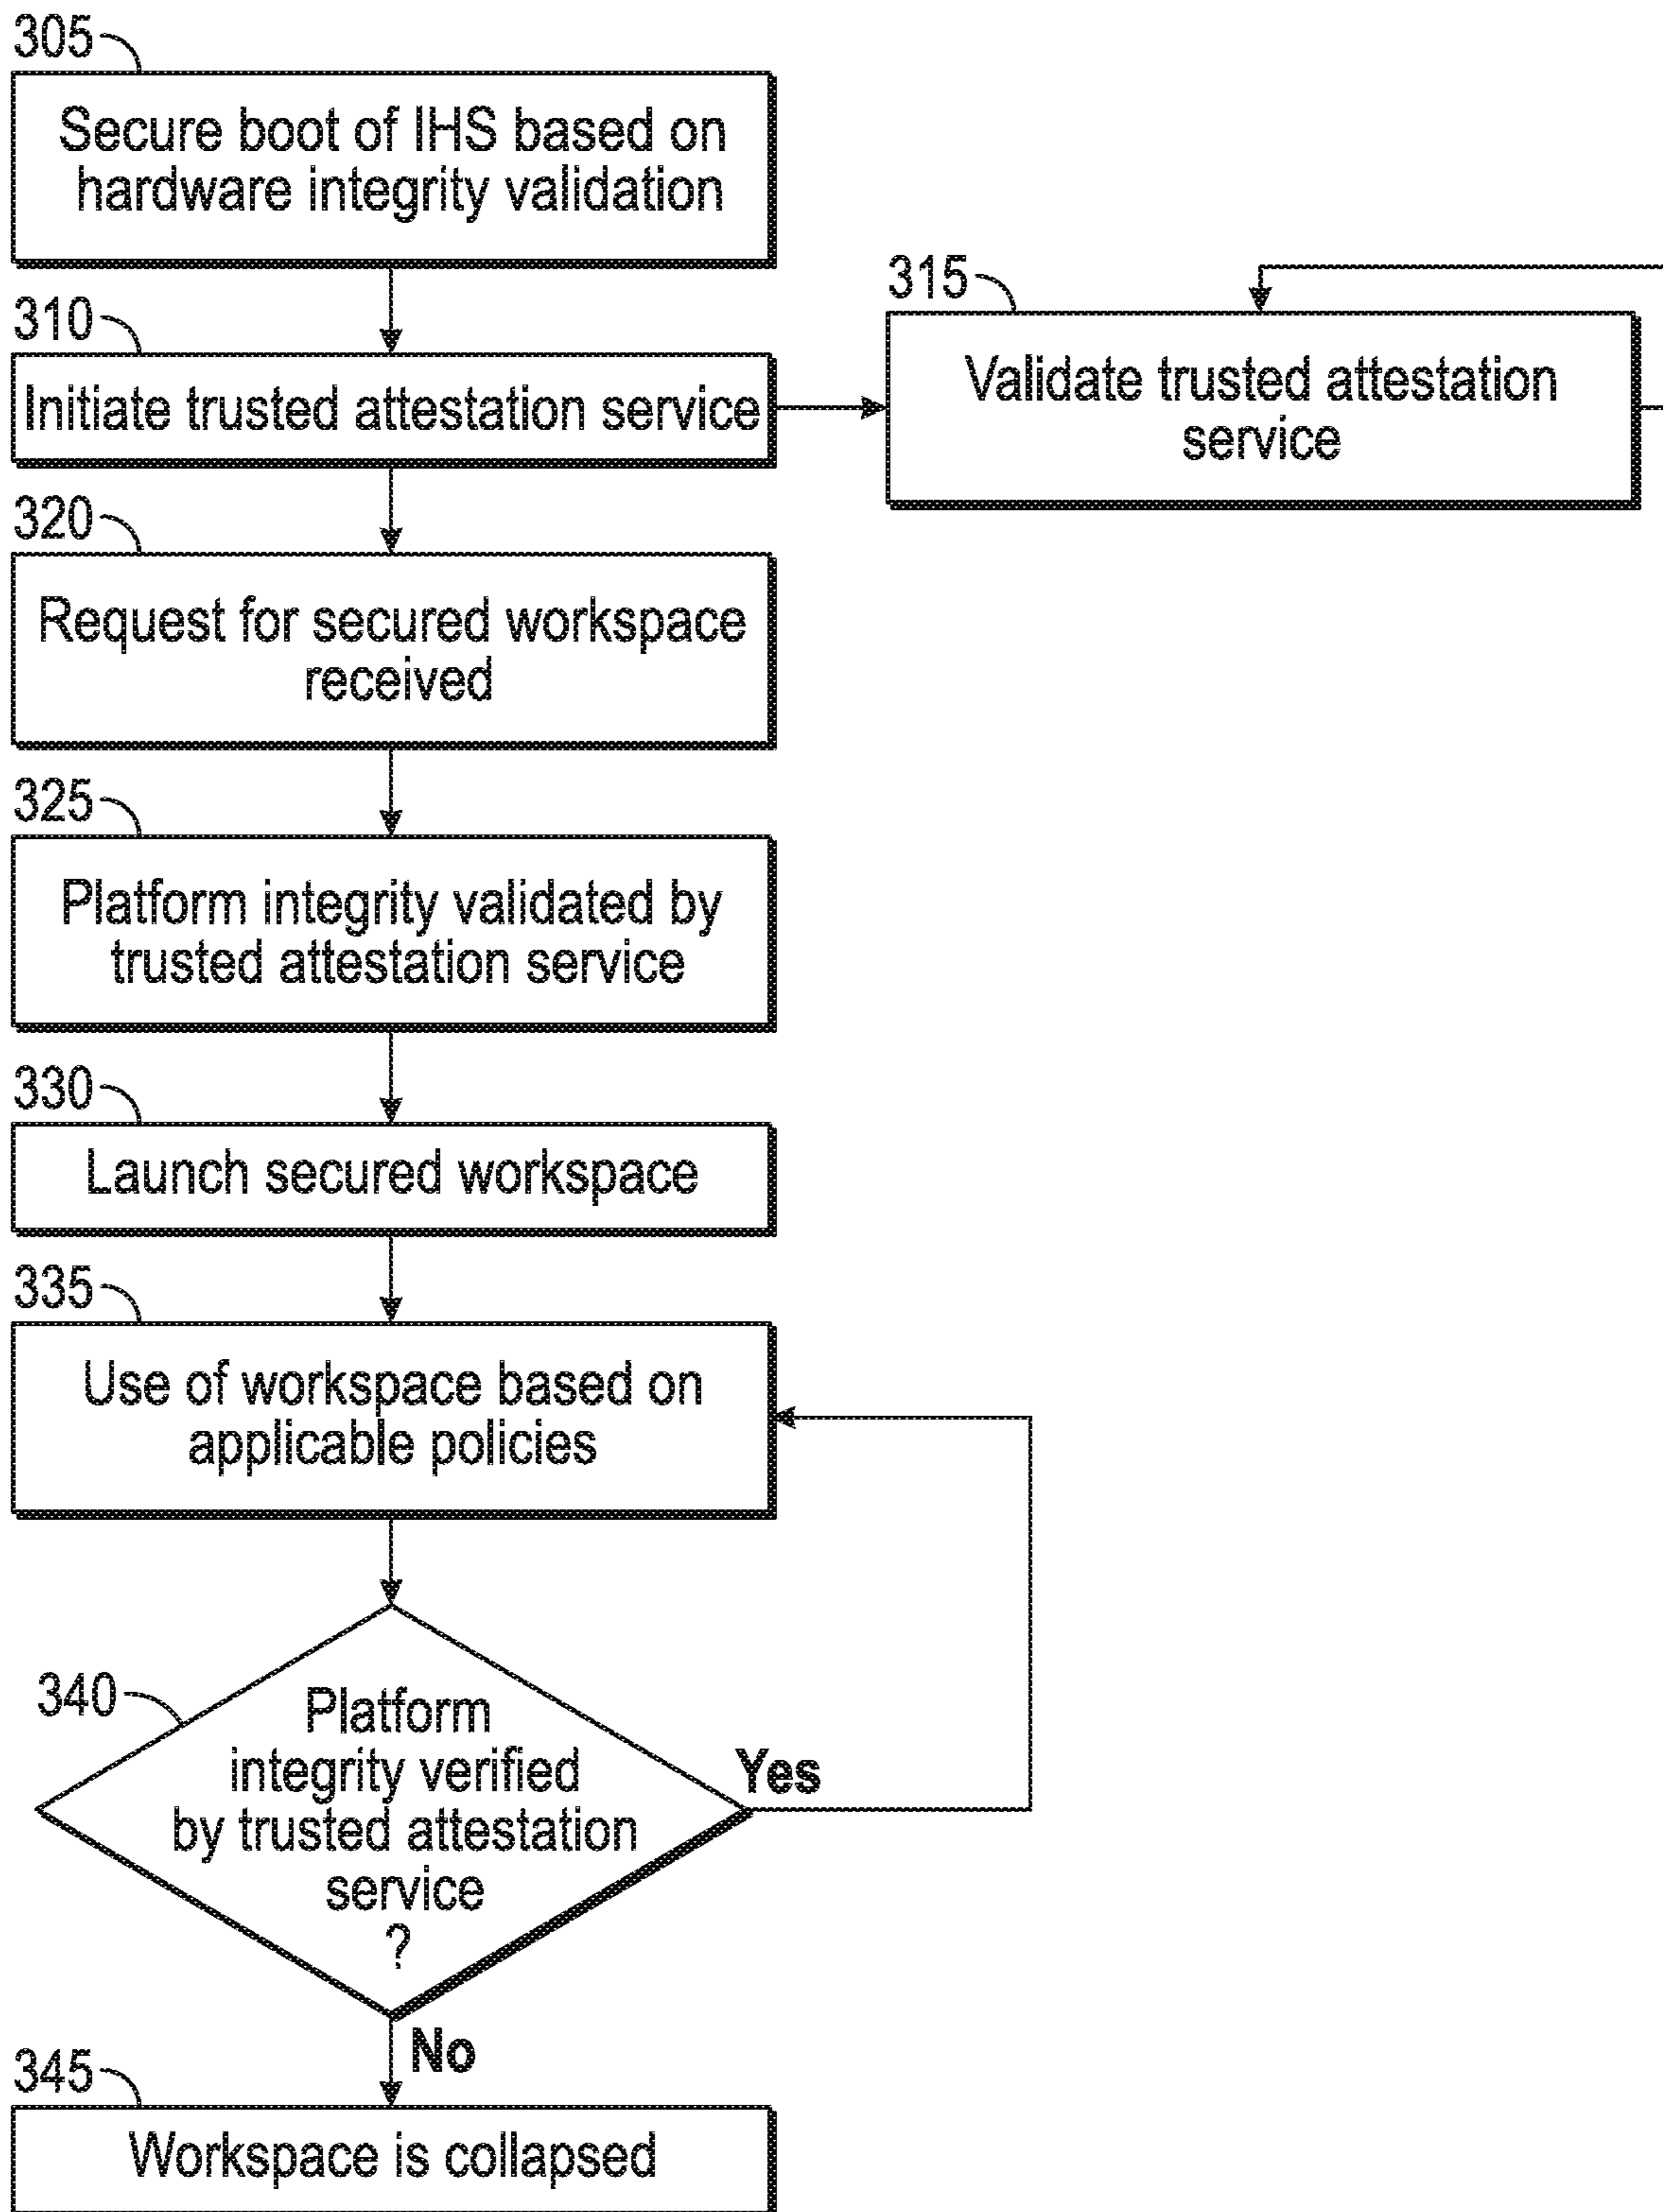 305
Secure boot of IHS based on
hardware integrity validation
310
Initiate trusted attestation service
315
Validate trusted attestation
service
320
Request for secured workspace
received
325
Platform integrity validated by
trusted attestation service
330
Launch secured workspace
335
Use of workspace based on
applicable policies
340
Platform
integrity verified
by trusted attestation
service
?
Yes
No
345
Workspace is collapsed